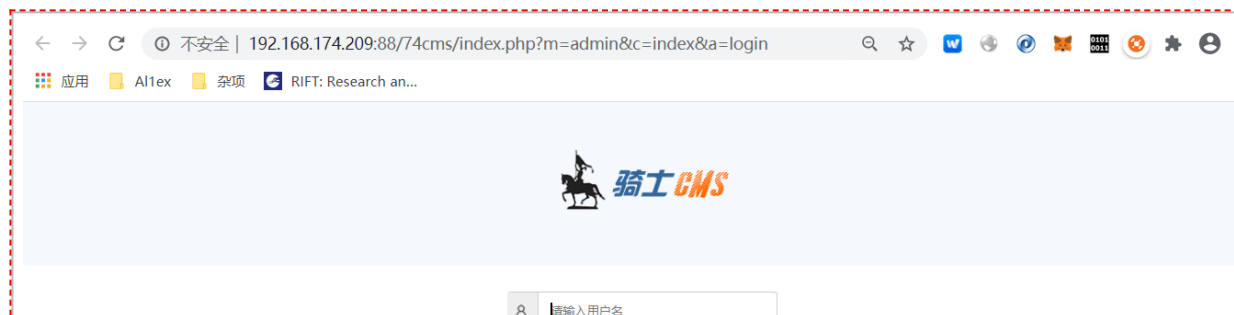 不安全 | 192.168.174.209:88/74cms/index.php?m=admin&c=index&a=login
应用 Al1ex 杂项 RIFT: Research an...
骑士CMS
请输入用户名